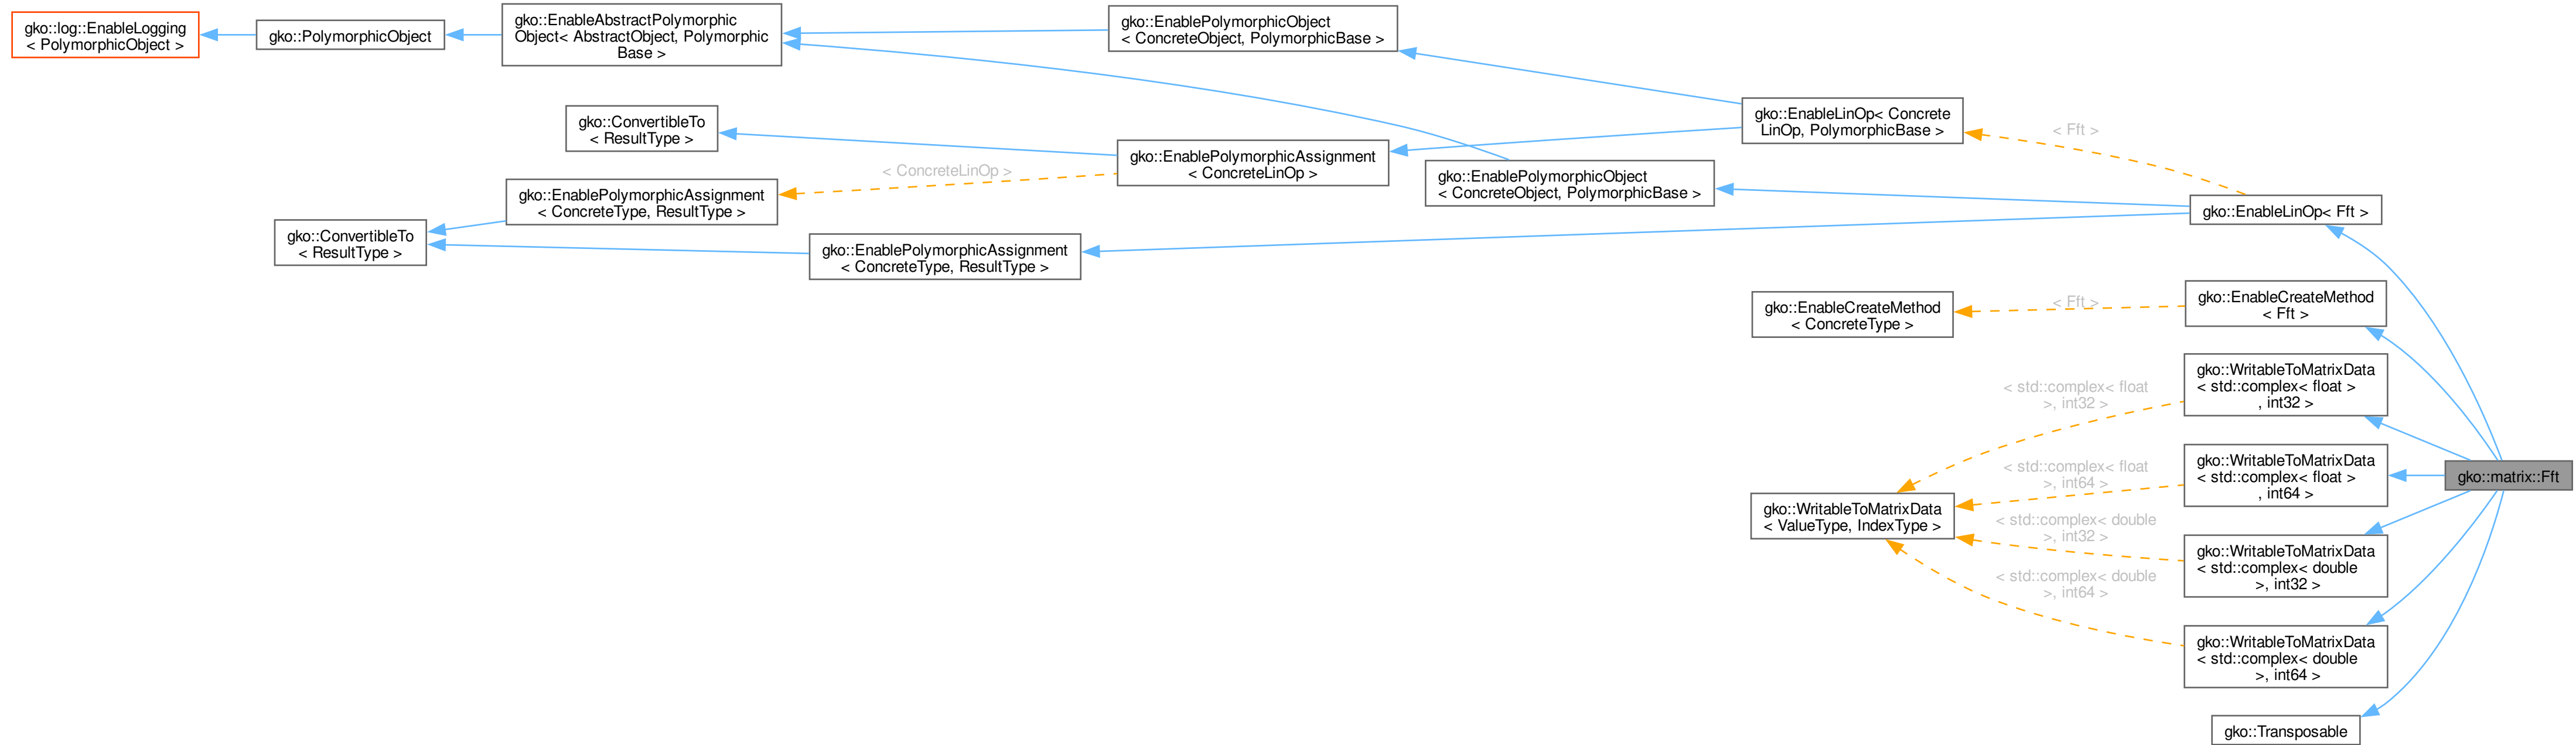 gko::log::EnableLogging
< PolymorphicObject >
gko::PolymorphicObject
gko::EnableAbstractPolymorphic
Object< AbstractObject, Polymorphic
Base >
gko::EnablePolymorphicObject
< ConcreteObject, PolymorphicBase >
gko::ConvertibleTo
< ResultType >
gko::EnableLinOp< Concrete
LinOp, PolymorphicBase >
< Fft >
gko::EnablePolymorphicAssignment
< ConcreteLinOp >
< ConcreteLinOp >
gko::EnablePolymorphicObject
< ConcreteObject, PolymorphicBase >
gko::EnablePolymorphicAssignment
< ConcreteType, ResultType >
gko::EnableLinOp< Fft >
gko::ConvertibleTo
< ResultType >
gko::EnablePolymorphicAssignment
< ConcreteType, ResultType >
gko::EnableCreateMethod
< ConcreteType >
< Fft >
gko::EnableCreateMethod
< Fft >
gko::WritableToMatrixData
< std::complex< float >
, int32 >
< std::complex< float
>, int32 >
gko::WritableToMatrixData
< std::complex< float >
, int64 >
< std::complex< float
>, int64 >
gko::matrix::Fft
gko::WritableToMatrixData
< ValueType, IndexType >
< std::complex< double
>, int32 >
gko::WritableToMatrixData
< std::complex< double
>, int32 >
< std::complex< double
>, int64 >
gko::WritableToMatrixData
< std::complex< double
>, int64 >
gko::Transposable